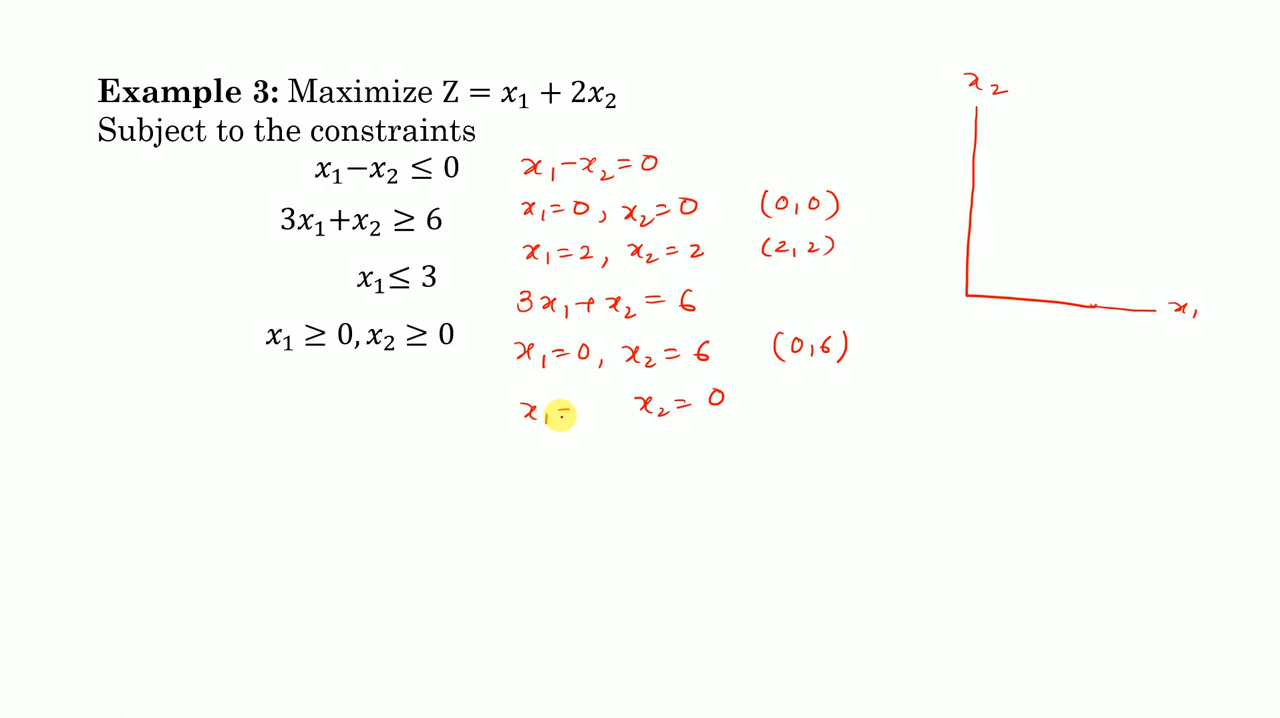 Example 3: Maximize Z = x₁ + 2x₂
Subject to the constraints
x₁−x₂ ≤ 0
3x₁+x₂ ≥ 6
x₁≤ 3
x₁ ≥ 0, x₂ ≥ 0
x₁−x₂=0
x₁=0, x₂=0 (0,0)
x₁=2, x₂=2 (2,2)
3x₁+x₂=6
x₁=0, x₂=6 (0,6)
x₁= x₂=0
x₂
x₁